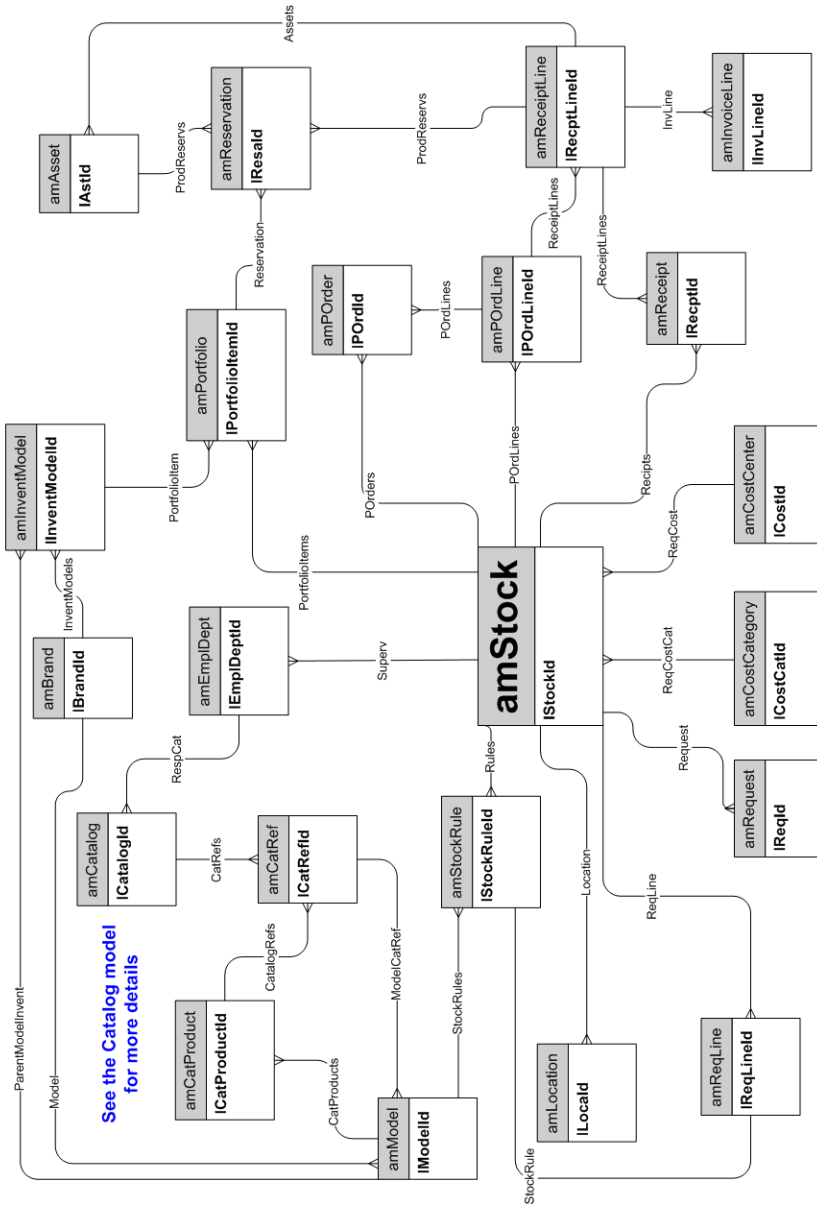 ParentModelInvent
Model
See the Catalog model
for more details
amInventModel
lInventModelId
amBrand
lBrandId
InventModels
amAsset
lAstId
Assets
amCatalog
lCatalogId
amCatProduct
lCatProductId
RespCat
CatRefs
PortfolioItem
ProdReservs
amEmplDept
lEmplDeptId
amPortfolio
lPortfolioItemId
amReservation
lResaId
Reservation
CatalogRefs
amCatRef
lCatRefId
CatProducts
PortfolioItems
amPOrder
lPOrdId
ModelCatRef
Superv
POrders
ProdReservs
amModel
lModelId
StockRules
amStockRule
lStockRuleId
POrdLines
amPOrdLine
lPOrdLineId
Rules
amStock
lStockId
POrdLines
ReceiptLines
amReceiptLine
lRecptLineId
StockRule
amLocation
lLocaId
Location
ReceiptLines
ReqLine
Request
ReqCostCat
ReqCost
Recipts
amReceipt
lRecptId
InvLine
amReqLine
lReqLineId
amRequest
lReqId
amCostCategory
lCostCatId
amCostCenter
lCostId
amInvoiceLine
lInvLineId